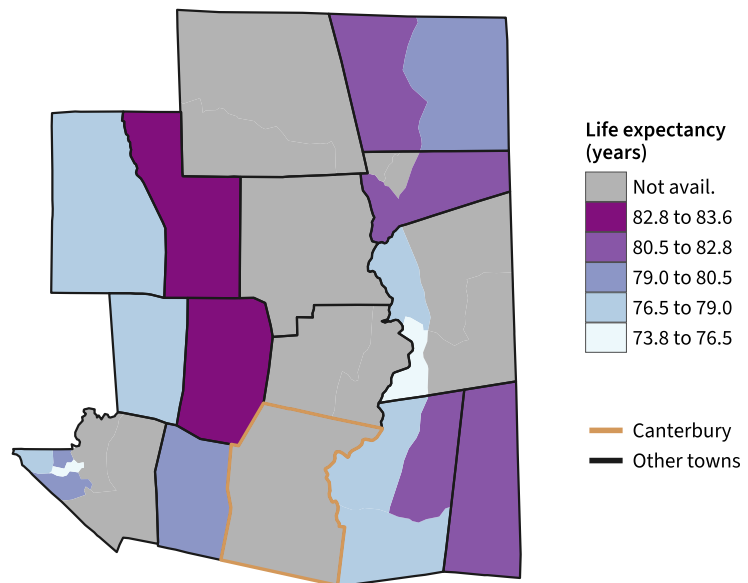 Life expectancy
(years)
Not avail.
82.8 to 83.6
80.5 to 82.8
79.0 to 80.5
76.5 to 79.0
73.8 to 76.5
Canterbury
Other towns